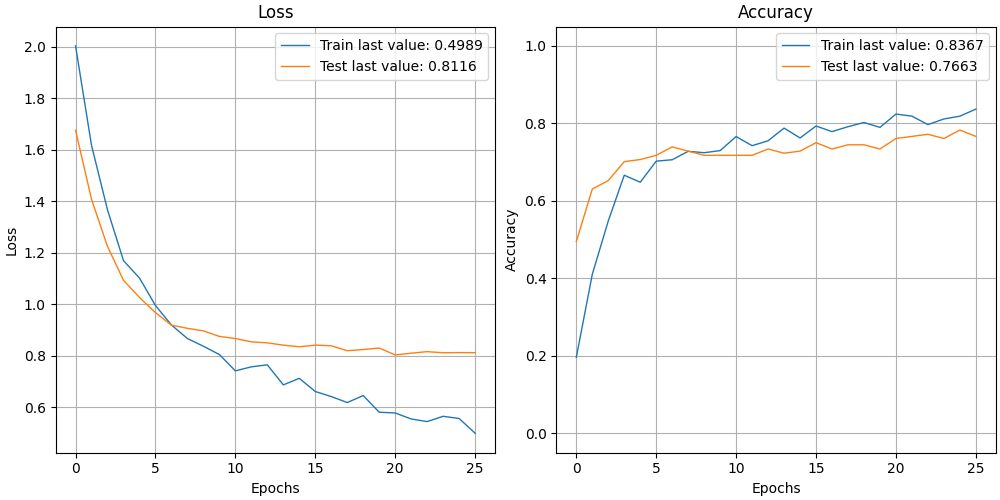 Loss
Train last value: 0.4989
Test last value: 0.8116
2.0
1.8
1.6
1.4
1.2
1.0
0.8
0.6
Loss
0 5 10 15 20 25
Epochs
Accuracy
Train last value: 0.8367
Test last value: 0.7663
1.0
0.8
0.6
0.4
0.2
0.0
Accuracy
0 5 10 15 20 25
Epochs